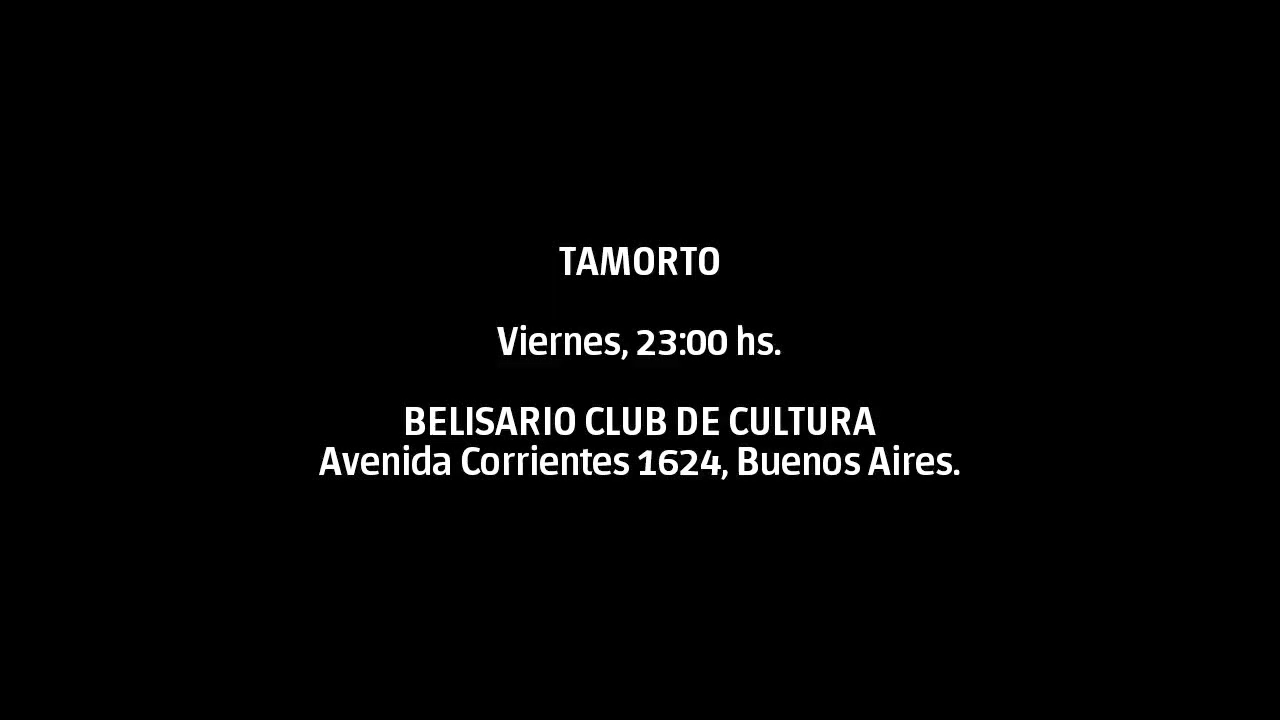 TAMORTO
Viernes, 23:00 hs.
BELISARIO CLUB DE CULTURA
Avenida Corrientes 1624, Buenos Aires.